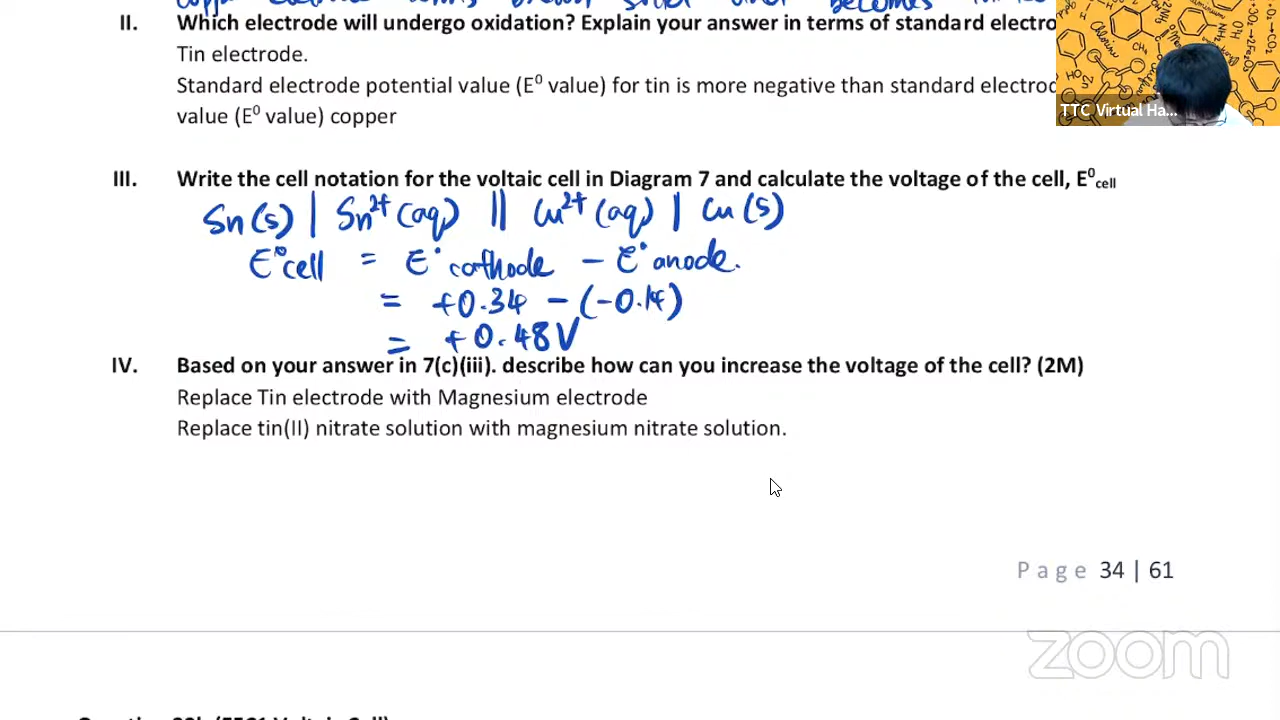 II. Which electrode will undergo oxidation? Explain your answer in terms of standard electro
Tin electrode.
Standard electrode potential value (E⁰ value) for tin is more negative than standard electrod
value (E⁰ value) copper
TTC Virtual Ha...
III. Write the cell notation for the voltaic cell in Diagram 7 and calculate the voltage of the cell, E⁰cell
Sn(s) | Sn²⁺(aq) || Cu²⁺(aq) | Cu(s)
E°cell = E°cathode - E°anode.
= +0.34 - (-0.14)
= +0.48V
IV. Based on your answer in 7(c)(iii). describe how can you increase the voltage of the cell? (2M)
Replace Tin electrode with Magnesium electrode
Replace tin(II) nitrate solution with magnesium nitrate solution.
Page 34 | 61
zoom